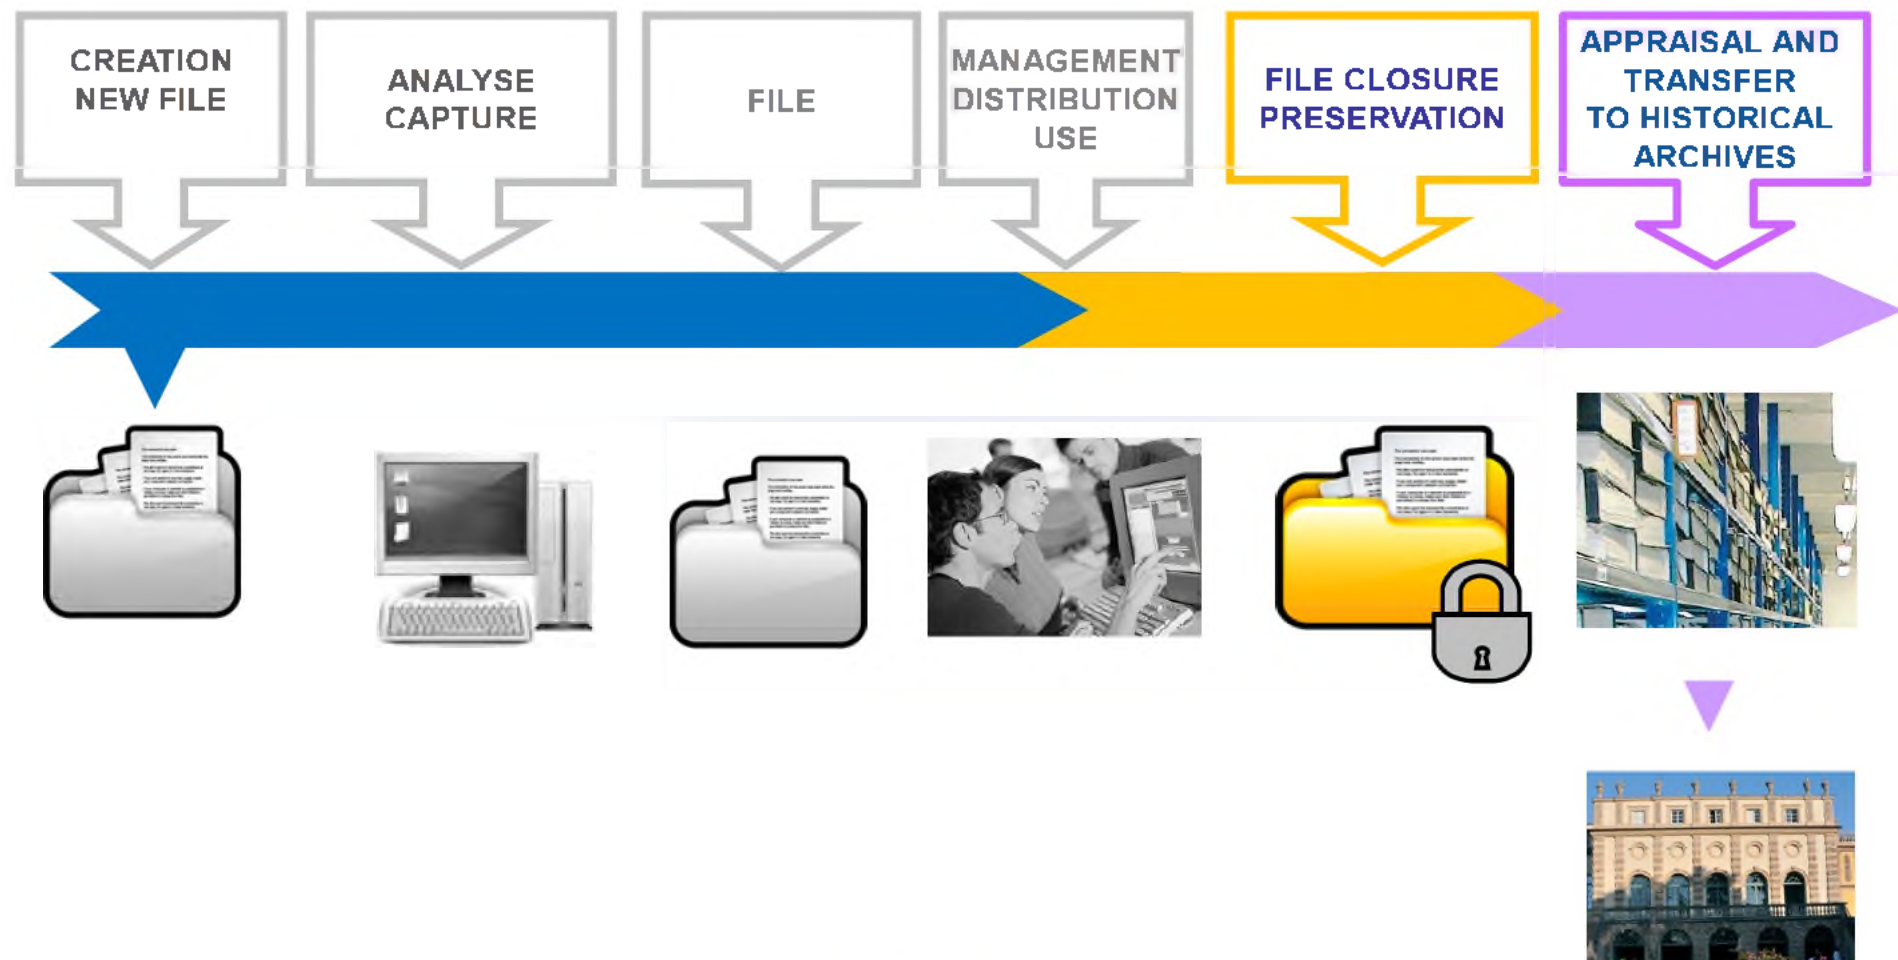 CREATION
NEW FILE
ANALYSE
CAPTURE
FILE
MANAGEMENT
DISTRIBUTION
USE
FILE CLOSURE
PRESERVATION
APPRAISAL AND
TRANSFER
TO HISTORICAL
ARCHIVES